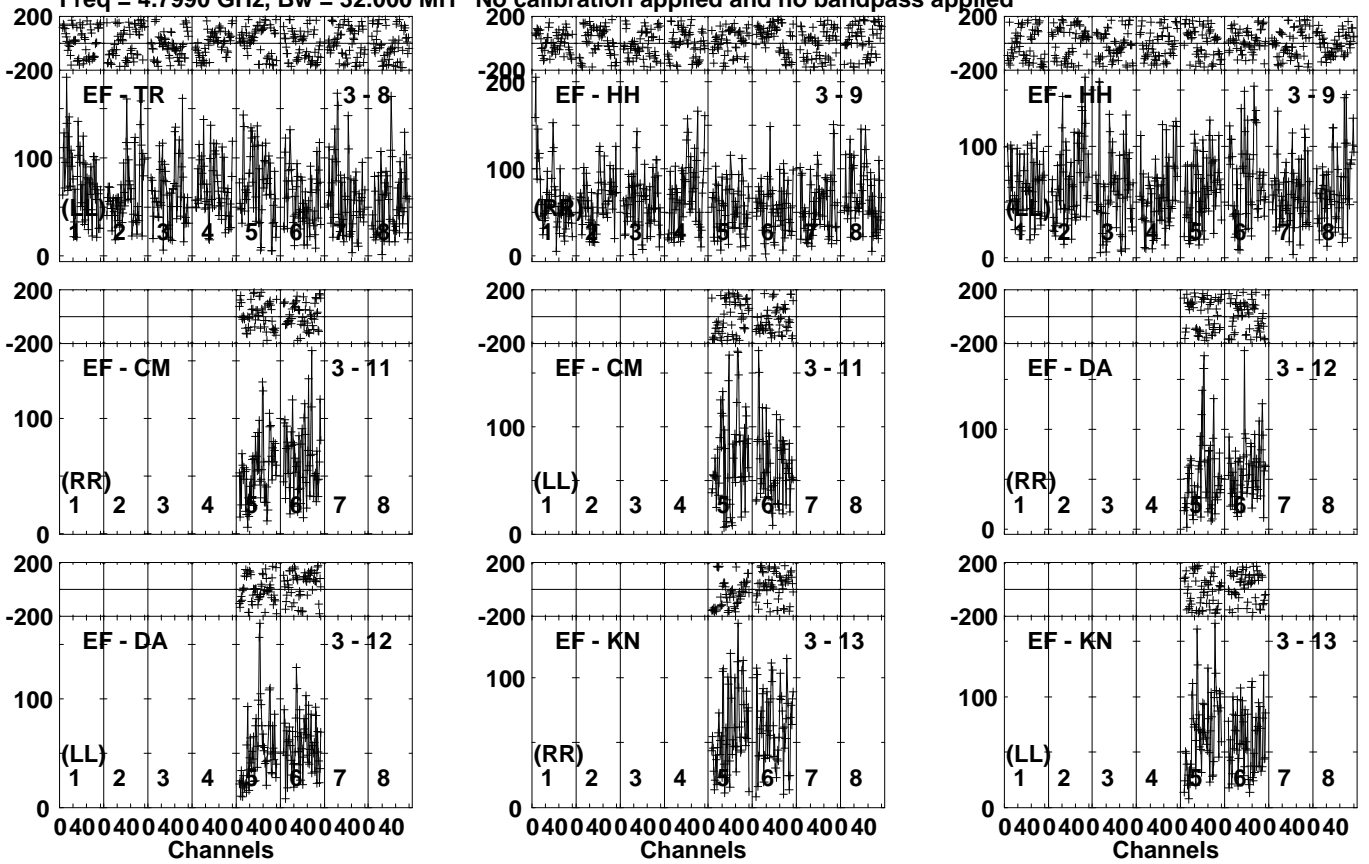 Freq = 4.7990 GHz, Bw = 32.000 MH No calibration applied and no bandpass applied
200 200 200
-200 -200 -200
EF - TR 3 - 8 EF - HH 3 - 9 EF - HH 3 - 9
200
100 100 100
(LL) (RR) (LL)
1 2 3 4 5 6 7 8 1 2 3 4 5 6 7 8 1 2 3 4 5 6 7 8
0 0 0
200 200 200
-200 -200 -200
EF - CM 3 - 11 EF - CM 3 - 11 EF - DA 3 - 12
100 100 100
(RR) (LL) (RR)
1 2 3 4 5 6 7 8 1 2 3 4 5 6 7 8 1 2 3 4 5 6 7 8
0 0 0
200 200 200
-200 -200 -200
EF - DA 3 - 12 EF - KN 3 - 13 EF - KN 3 - 13
100 100 100
(LL) (RR) (LL)
1 2 3 4 5 6 7 8 1 2 3 4 5 6 7 8 1 2 3 4 5 6 7 8
0 0 0
0 40 0 40 0 40 0 40 0 40 0 40 0 40 0 40 0 40 0 40 0 40 0 40 0 40 0 40 0 40 0 40 0 40 0 40 0 40 0 40 0 40 0 40 0 40 0 40
Channels Channels Channels